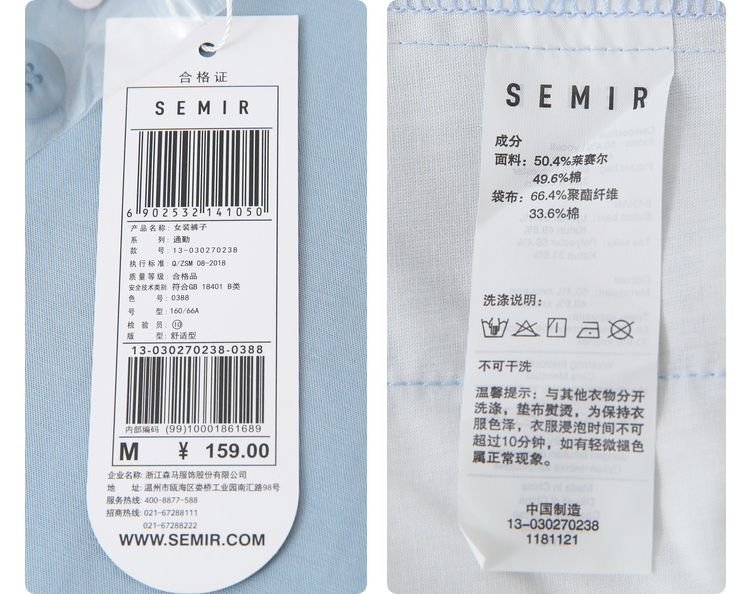 合格证
SEMIR
6 902532 141050
产品名称: 女装裤子
系 列: 通勤
款 号: 13-030270238
执行标准: Q/ZSM 08-2018
质量等级: 合格品
安全技术类别: 符合GB 18401 B类
色 号: 0388
号 型: 160/66A
检 验 员: ⑩
版 型: 舒适型
13-030270238-0388
内部编码 (99)10001861689
M ¥ 159.00
企业名称: 浙江森马服饰股份有限公司
地 址: 温州市瓯海区娄桥工业园南汇路98号
服务热线: 400-8877-588
招商热线: 021-67288111
021-67288222
WWW.SEMIR.COM
SEMIR
成分
面料: 50.4%莱赛尔
49.6%棉
袋布: 66.4%聚酯纤维
33.6%棉
洗涤说明:
不可干洗
温馨提示: 与其他衣物分开
洗涤, 垫布熨烫, 为保持衣
服色泽, 衣服浸泡时间不可
超过10分钟, 如有轻微褪色
属正常现象。
中国制造
13-030270238
1181121